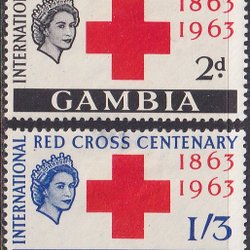 INTERNATIONAL
1863
1963
2d
GAMBIA
INTERNATIONAL
RED CROSS CENTENARY
1863
1963
1/3